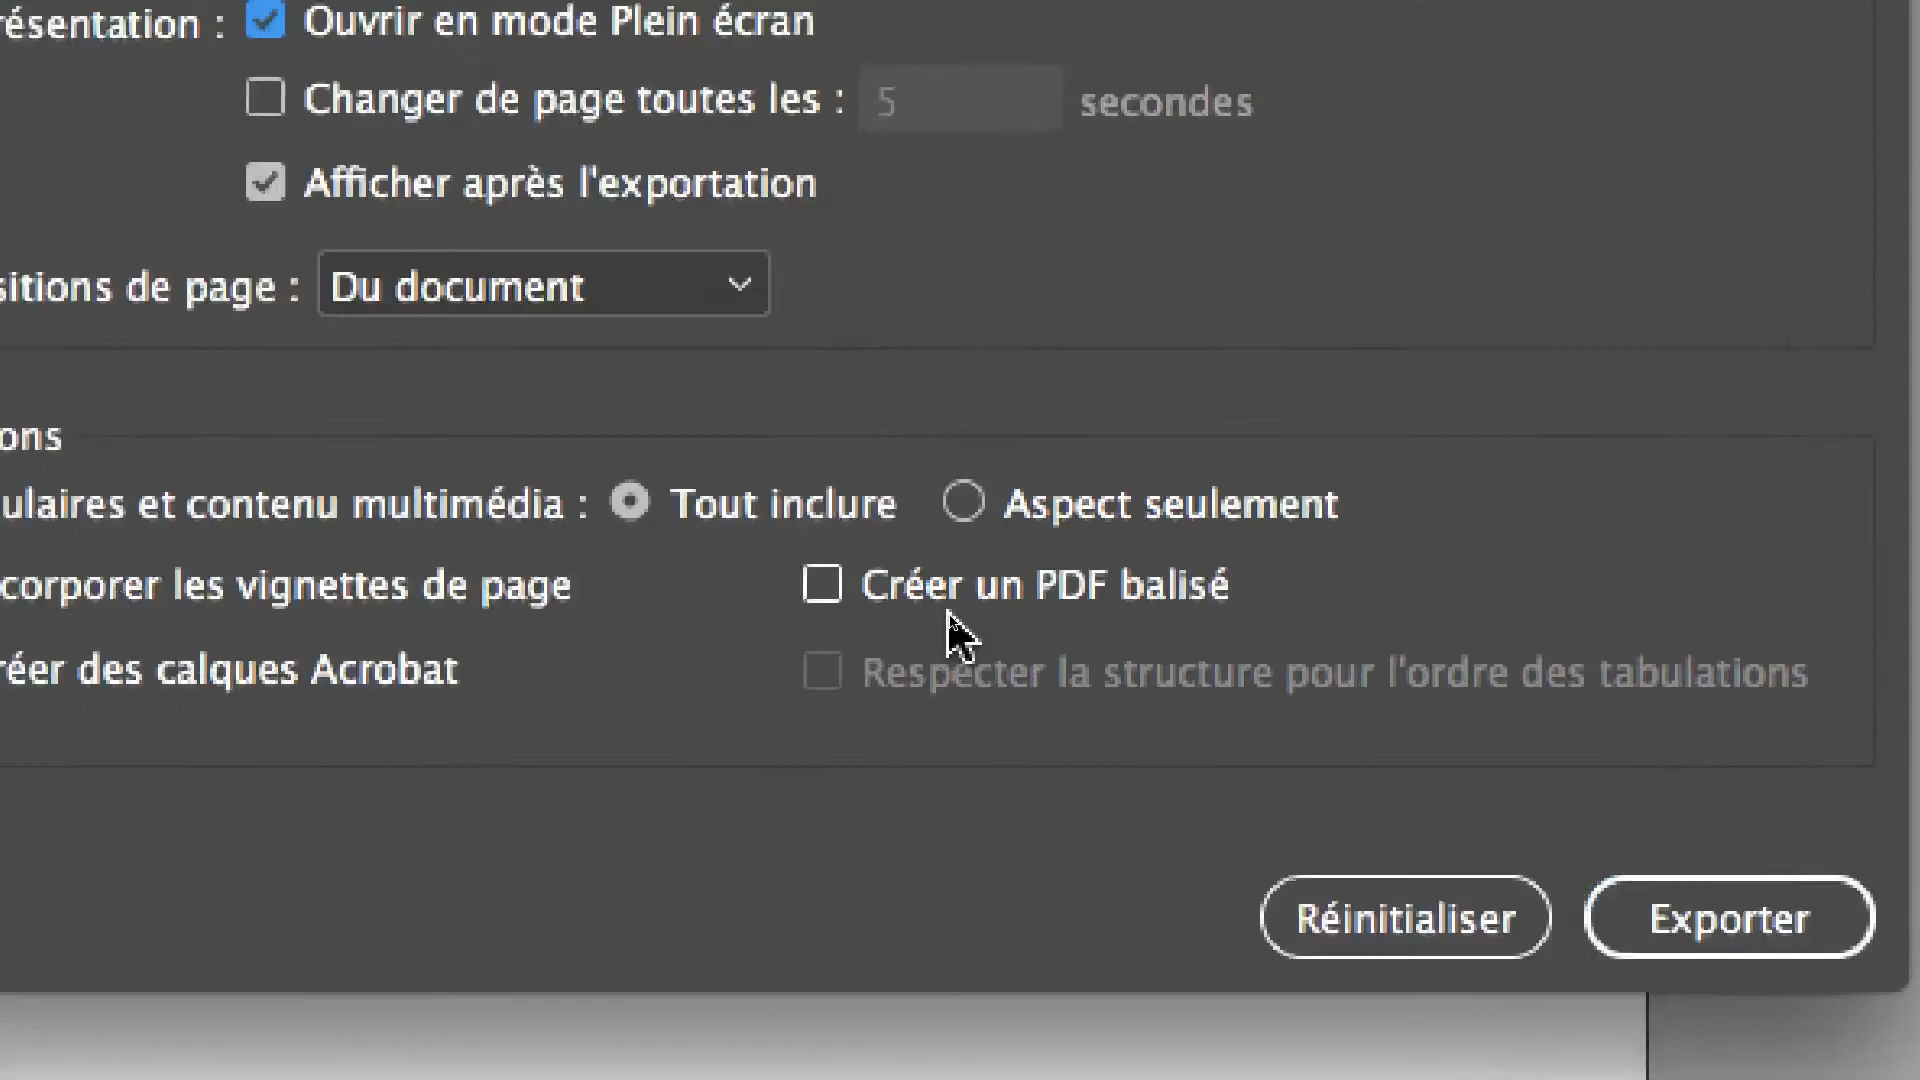 résentation : Ouvrir en mode Plein écran
Changer de page toutes les : 5 secondes
Afficher après l'exportation
sitions de page : Du document
ons
ulaires et contenu multimédia : Tout inclure Aspect seulement
corporer les vignettes de page Créer un PDF balisé
réer des calques Acrobat Respecter la structure pour l'ordre des tabulations
Réinitialiser Exporter